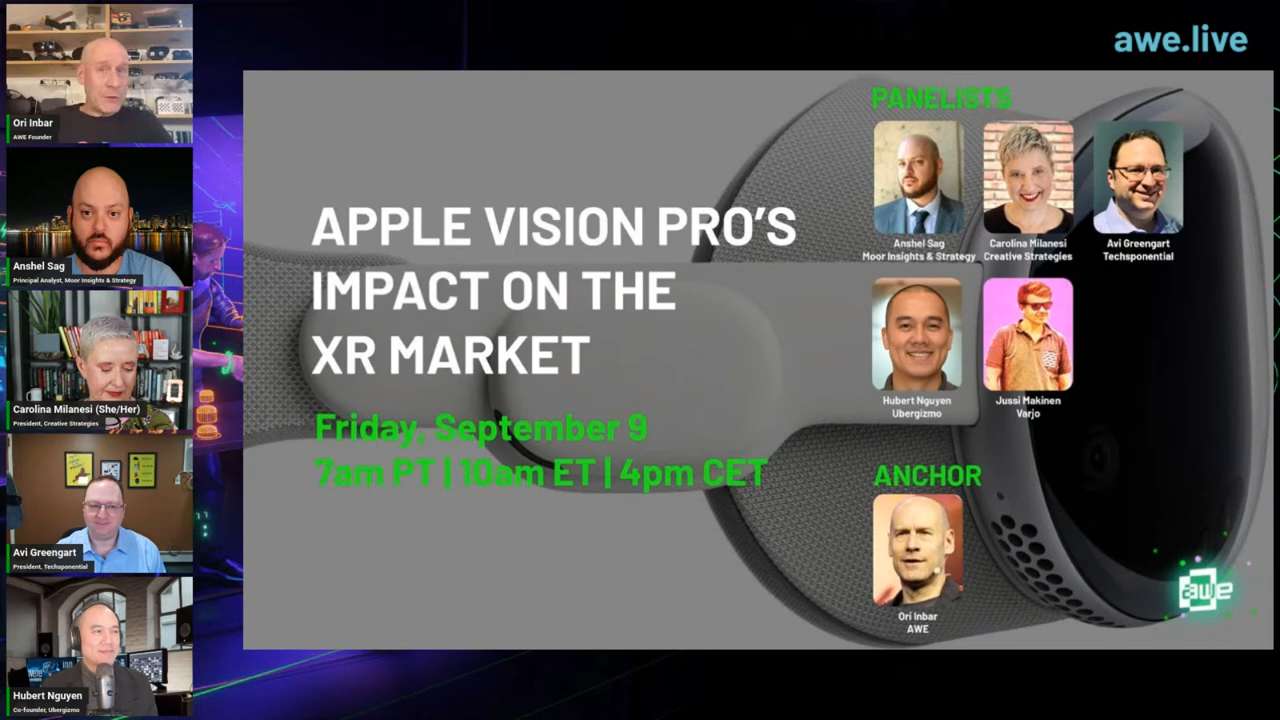 Ori Inbar
AWE Founder
Anshel Sag
Principal Analyst, Moor Insights & Strategy
Carolina Milanesi (She/Her)
President, Creative Strategies
Avi Greengart
President, Techsponential
Hubert Nguyen
Co-founder, Ubergizmo
awe.live
APPLE VISION PRO'S
IMPACT ON THE
XR MARKET
Friday, September 9
7am PT | 10am ET | 4pm CET
PANELISTS
Anshel Sag
Moor Insights & Strategy
Carolina Milanesi
Creative Strategies
Avi Greengart
Techsponential
Hubert Nguyen
Ubergizmo
Jussi Makinen
Varjo
ANCHOR
Ori Inbar
AWE
awe